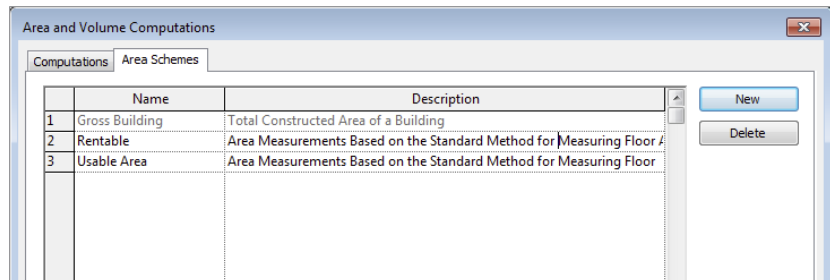 Area and Volume Computations
Computations Area Schemes
Name Description
1 Gross Building Total Constructed Area of a Building
2 Rentable Area Measurements Based on the Standard Method for Measuring Floor
3 Usable Area Area Measurements Based on the Standard Method for Measuring Floor
New
Delete